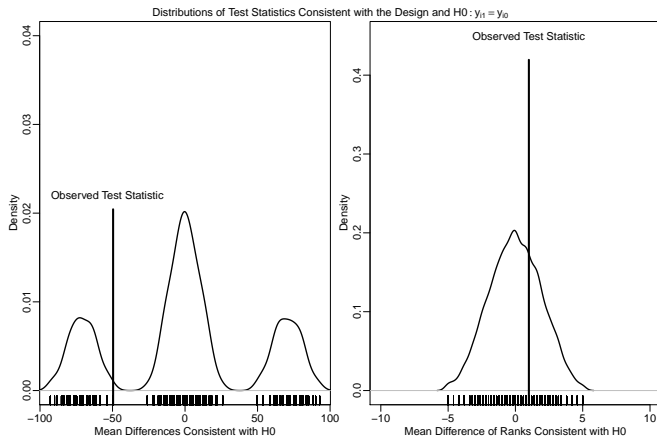 Distributions of Test Statistics Consistent with the Design and H0: yi1 = yi0
Density
0.00
0.01
0.02
0.03
0.04
Observed Test Statistic
−100
−50
0
50
100
Mean Differences Consistent with H0
Density
0.0
0.1
0.2
0.3
0.4
Observed Test Statistic
−10
−5
0
5
10
Mean Difference of Ranks Consistent with H0